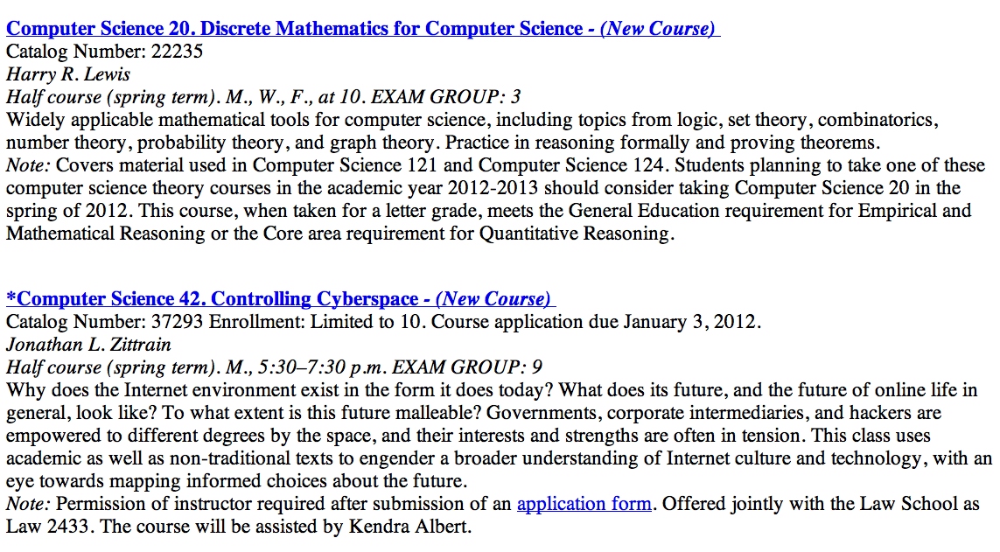 Computer Science 20. Discrete Mathematics for Computer Science - (New Course)
Catalog Number: 22235
Harry R. Lewis
Half course (spring term). M., W., F., at 10. EXAM GROUP: 3
Widely applicable mathematical tools for computer science, including topics from logic, set theory, combinatorics,
number theory, probability theory, and graph theory. Practice in reasoning formally and proving theorems.
Note: Covers material used in Computer Science 121 and Computer Science 124. Students planning to take one of these
computer science theory courses in the academic year 2012-2013 should consider taking Computer Science 20 in the
spring of 2012. This course, when taken for a letter grade, meets the General Education requirement for Empirical and
Mathematical Reasoning or the Core area requirement for Quantitative Reasoning.
*Computer Science 42. Controlling Cyberspace - (New Course)
Catalog Number: 37293 Enrollment: Limited to 10. Course application due January 3, 2012.
Jonathan L. Zittrain
Half course (spring term). M., 5:30–7:30 p.m. EXAM GROUP: 9
Why does the Internet environment exist in the form it does today? What does its future, and the future of online life in
general, look like? To what extent is this future malleable? Governments, corporate intermediaries, and hackers are
empowered to different degrees by the space, and their interests and strengths are often in tension. This class uses
academic as well as non-traditional texts to engender a broader understanding of Internet culture and technology, with an
eye towards mapping informed choices about the future.
Note: Permission of instructor required after submission of an application form. Offered jointly with the Law School as
Law 2433. The course will be assisted by Kendra Albert.